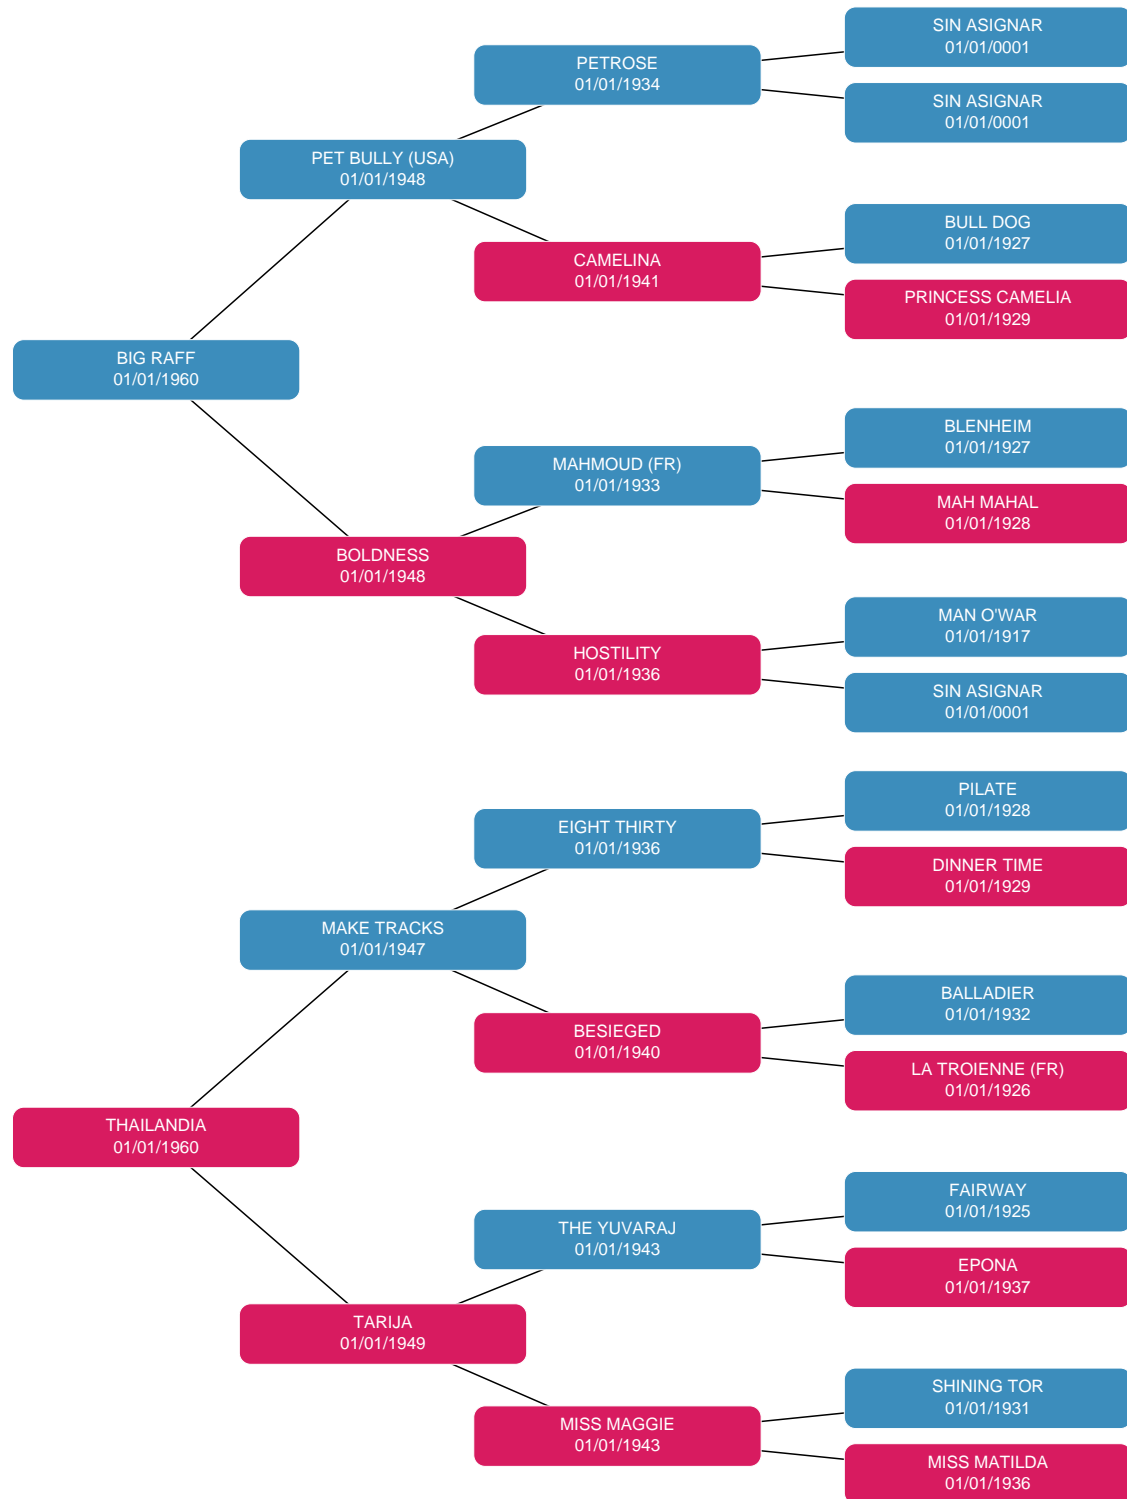 SIN ASIGNAR
01/01/0001
PETROSE
01/01/1934
SIN ASIGNAR
01/01/0001
PET BULLY (USA)
01/01/1948
BULL DOG
01/01/1927
CAMELINA
01/01/1941
PRINCESS CAMELIA
01/01/1929
BIG RAFF
01/01/1960
BLENHEIM
01/01/1927
MAHMOUD (FR)
01/01/1933
MAH MAHAL
01/01/1928
BOLDNESS
01/01/1948
MAN O'WAR
01/01/1917
HOSTILITY
01/01/1936
SIN ASIGNAR
01/01/0001
PILATE
01/01/1928
EIGHT THIRTY
01/01/1936
DINNER TIME
01/01/1929
MAKE TRACKS
01/01/1947
BALLADIER
01/01/1932
BESIEGED
01/01/1940
LA TROIENNE (FR)
01/01/1926
THAILANDIA
01/01/1960
FAIRWAY
01/01/1925
THE YUVARAJ
01/01/1943
EPONA
01/01/1937
TARIJA
01/01/1949
SHINING TOR
01/01/1931
MISS MAGGIE
01/01/1943
MISS MATILDA
01/01/1936